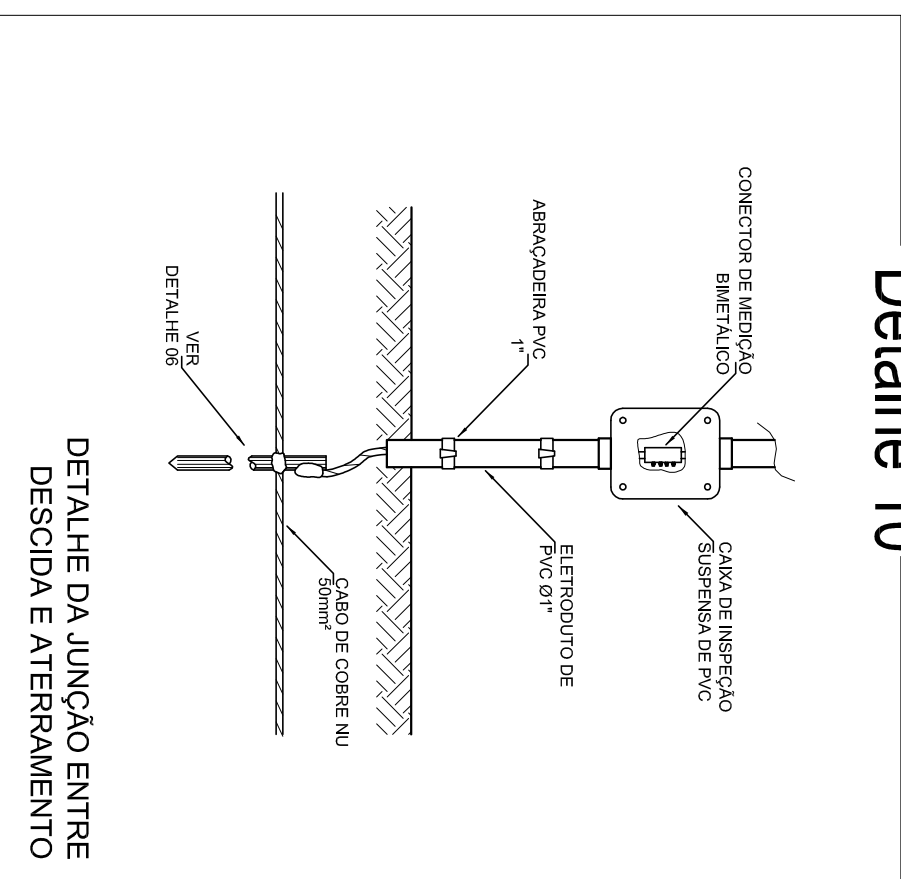 Detalhe 10
CONECTOR DE MEDIÇÃO
BIMETÁLICO
CAIXA DE INSPEÇÃO
SUSPENSA DE PVC
ABRAÇADEIRA PVC
1"
ELETRODUTO DE
PVC Ø1"
CABO DE COBRE NU
50mm²
VER
DETALHE 06
DETALHE DA JUNÇÃO ENTRE
DESCIDA E ATERRAMENTO